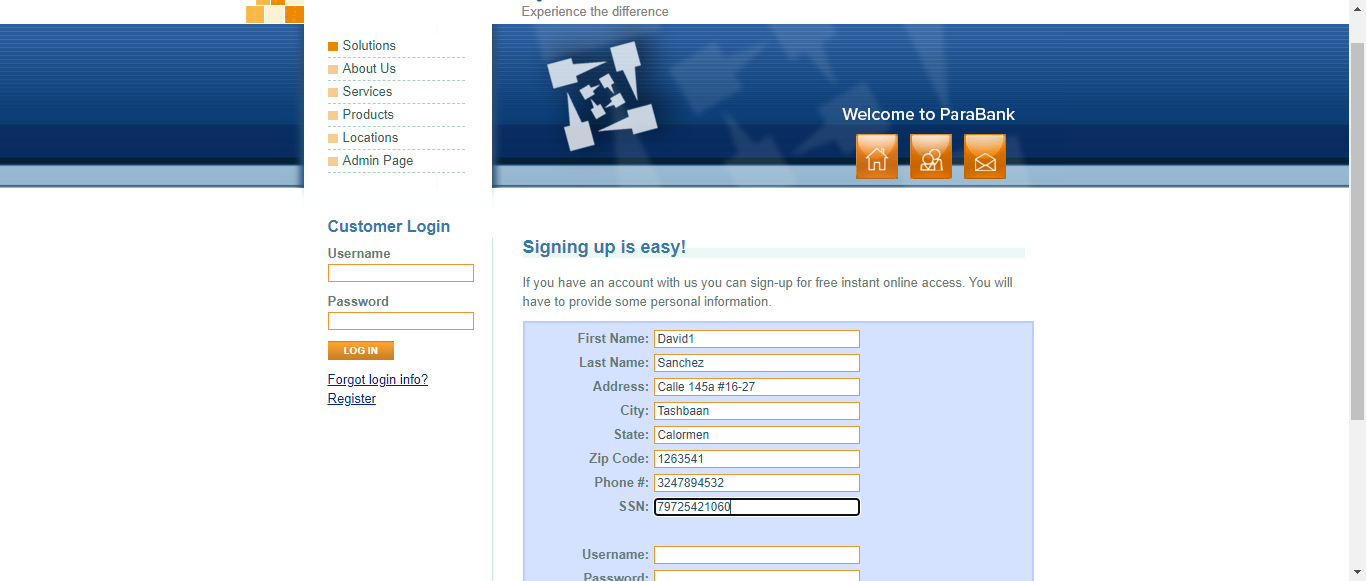 Experience the difference
Solutions
About Us
Services
Products
Locations
Admin Page
Welcome to ParaBank
Customer Login
Username
Password
LOG IN
Forgot login info?
Register
Signing up is easy!
If you have an account with us you can sign-up for free instant online access. You will
have to provide some personal information.
First Name: David1
Last Name: Sanchez
Address: Calle 145a #16-27
City: Tashbaan
State: Calormen
Zip Code: 1263541
Phone #: 3247894532
SSN: 79725421060
Username:
Password: